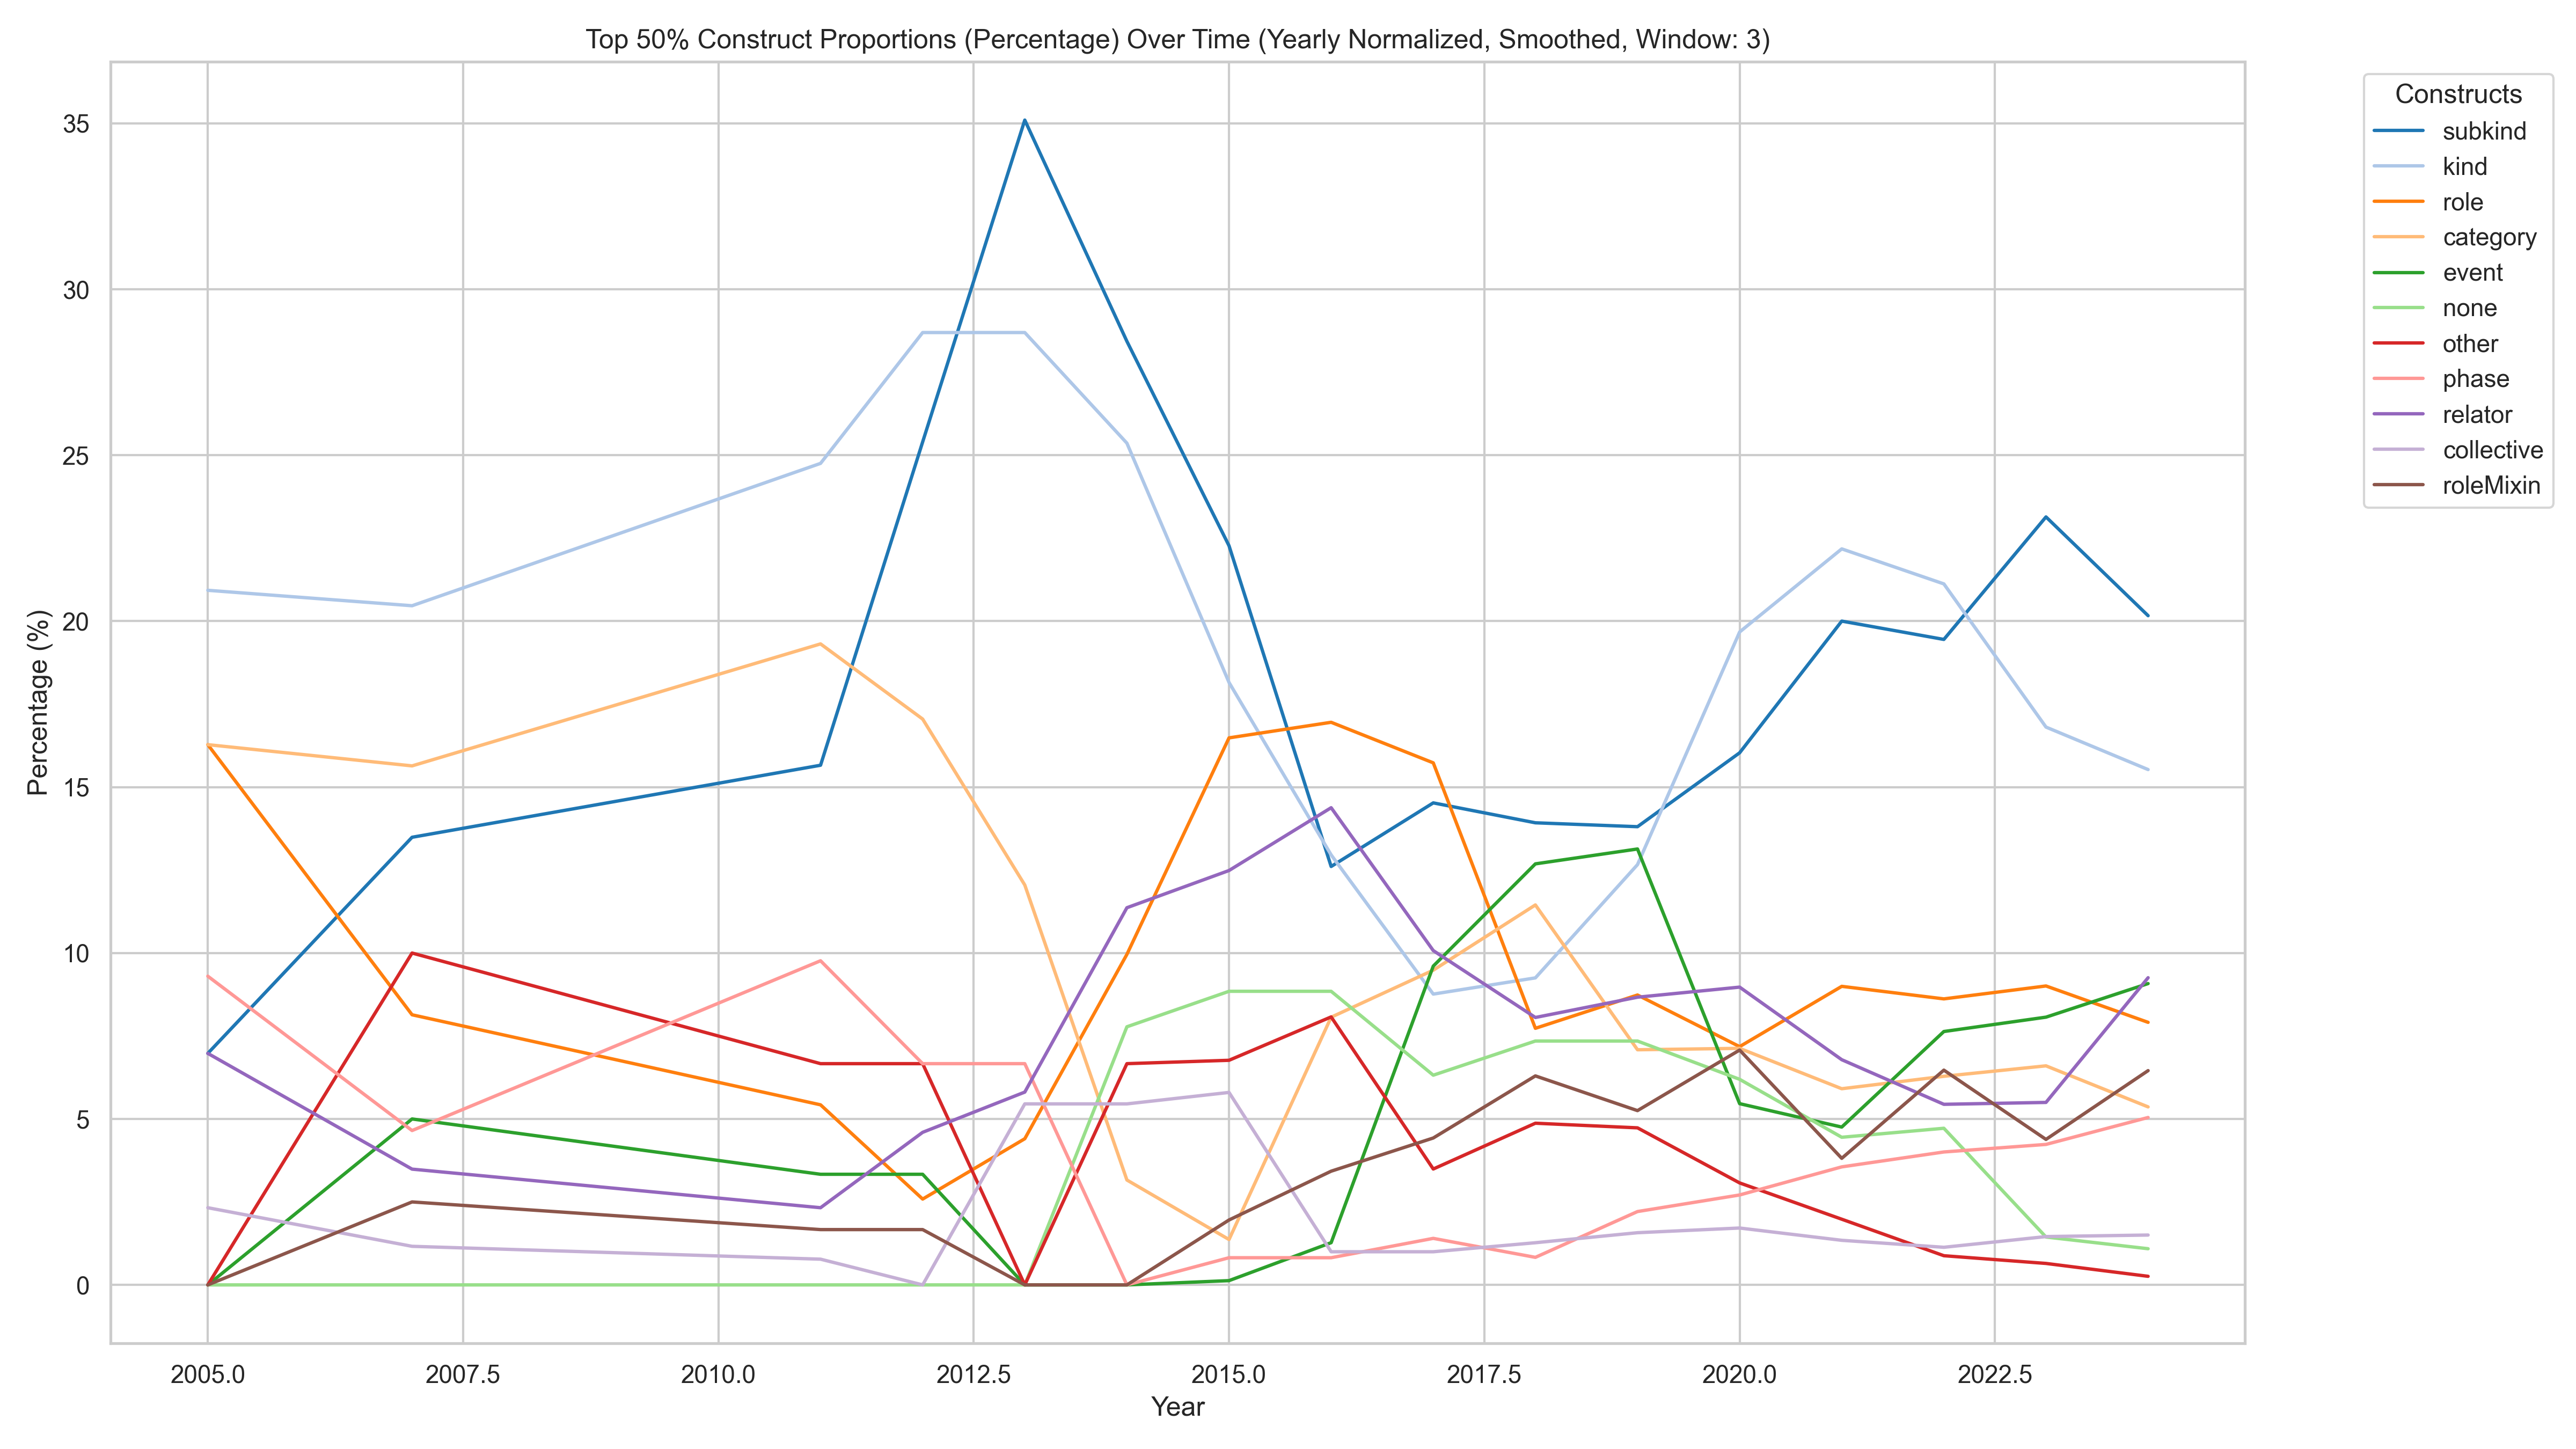 Top 50% Construct Proportions (Percentage) Over Time (Yearly Normalized, Smoothed, Window: 3)
Percentage (%)
35
30
25
20
15
10
5
0
2005.0 2007.5 2010.0 2012.5 2015.0 2017.5 2020.0 2022.5
Year
Constructs
subkind
kind
role
category
event
none
other
phase
relator
collective
roleMixin